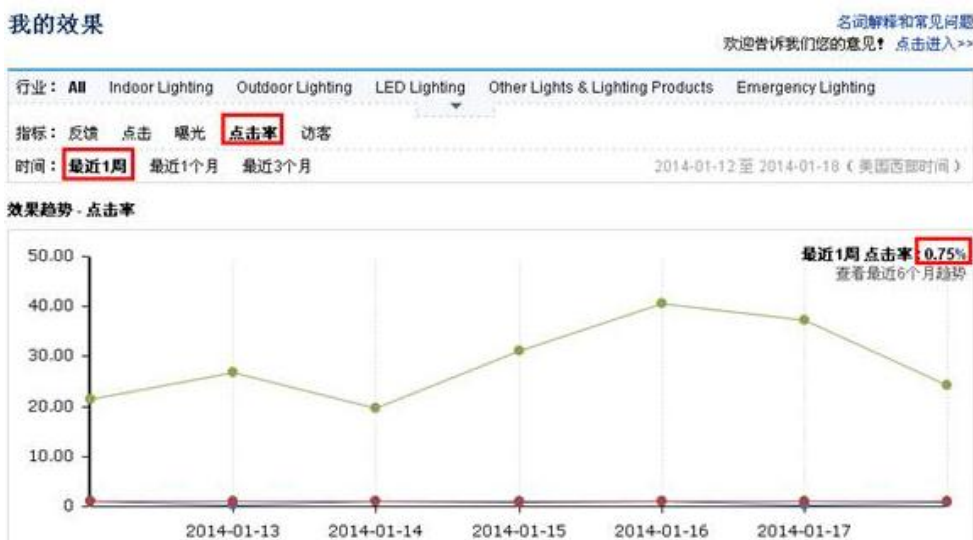 我的效果
名词解释和常见问题
欢迎告诉我们您的意见! 点击进入>>
行业: All Indoor Lighting Outdoor Lighting LED Lighting Other Lights & Lighting Products Emergency Lighting
指标: 反馈 点击 曝光 点击率 访客
时间: 最近1周 最近1个月 最近3个月 2014-01-12 至 2014-01-18 ( 美国西部时间 )
效果趋势 - 点击率
最近1周 点击率: 0.75%
查看最近6个月趋势
50.00
40.00
30.00
20.00
10.00
0
2014-01-13 2014-01-14 2014-01-15 2014-01-16 2014-01-17